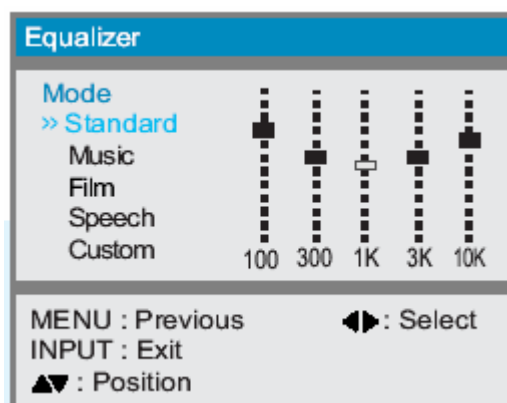 Equalizer
Mode
» Standard
Music
Film
Speech
Custom
100 300 1K 3K 10K
MENU : Previous ◀▶ : Select
INPUT : Exit
▲▼ : Position